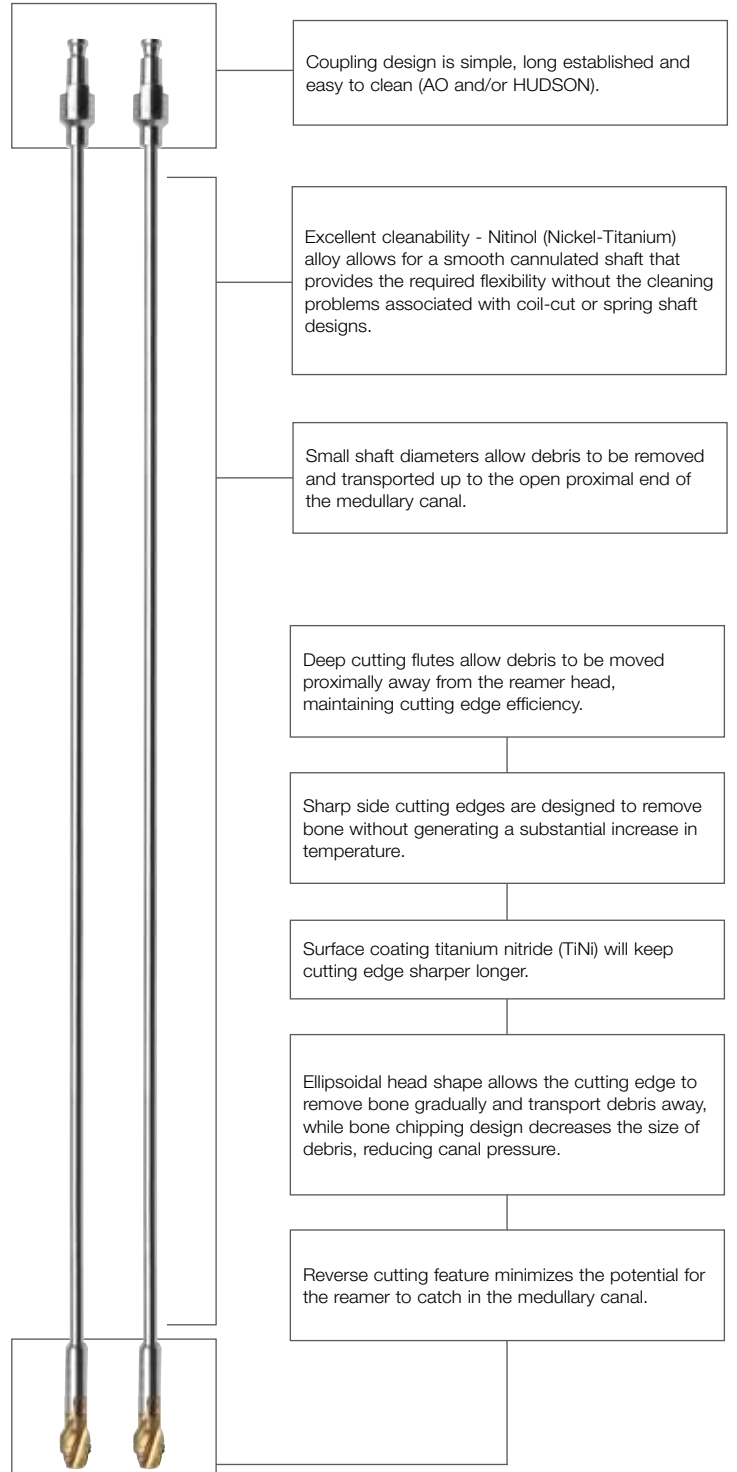 Coupling design is simple, long established and
easy to clean (AO and/or HUDSON).
Excellent cleanability - Nitinol (Nickel-Titanium)
alloy allows for a smooth cannulated shaft that
provides the required flexibility without the cleaning
problems associated with coil-cut or spring shaft
designs.
Small shaft diameters allow debris to be removed
and transported up to the open proximal end of
the medullary canal.
Deep cutting flutes allow debris to be moved
proximally away from the reamer head,
maintaining cutting edge efficiency.
Sharp side cutting edges are designed to remove
bone without generating a substantial increase in
temperature.
Surface coating titanium nitride (TiNi) will keep
cutting edge sharper longer.
Ellipsoidal head shape allows the cutting edge to
remove bone gradually and transport debris away,
while bone chipping design decreases the size of
debris, reducing canal pressure.
Reverse cutting feature minimizes the potential for
the reamer to catch in the medullary canal.